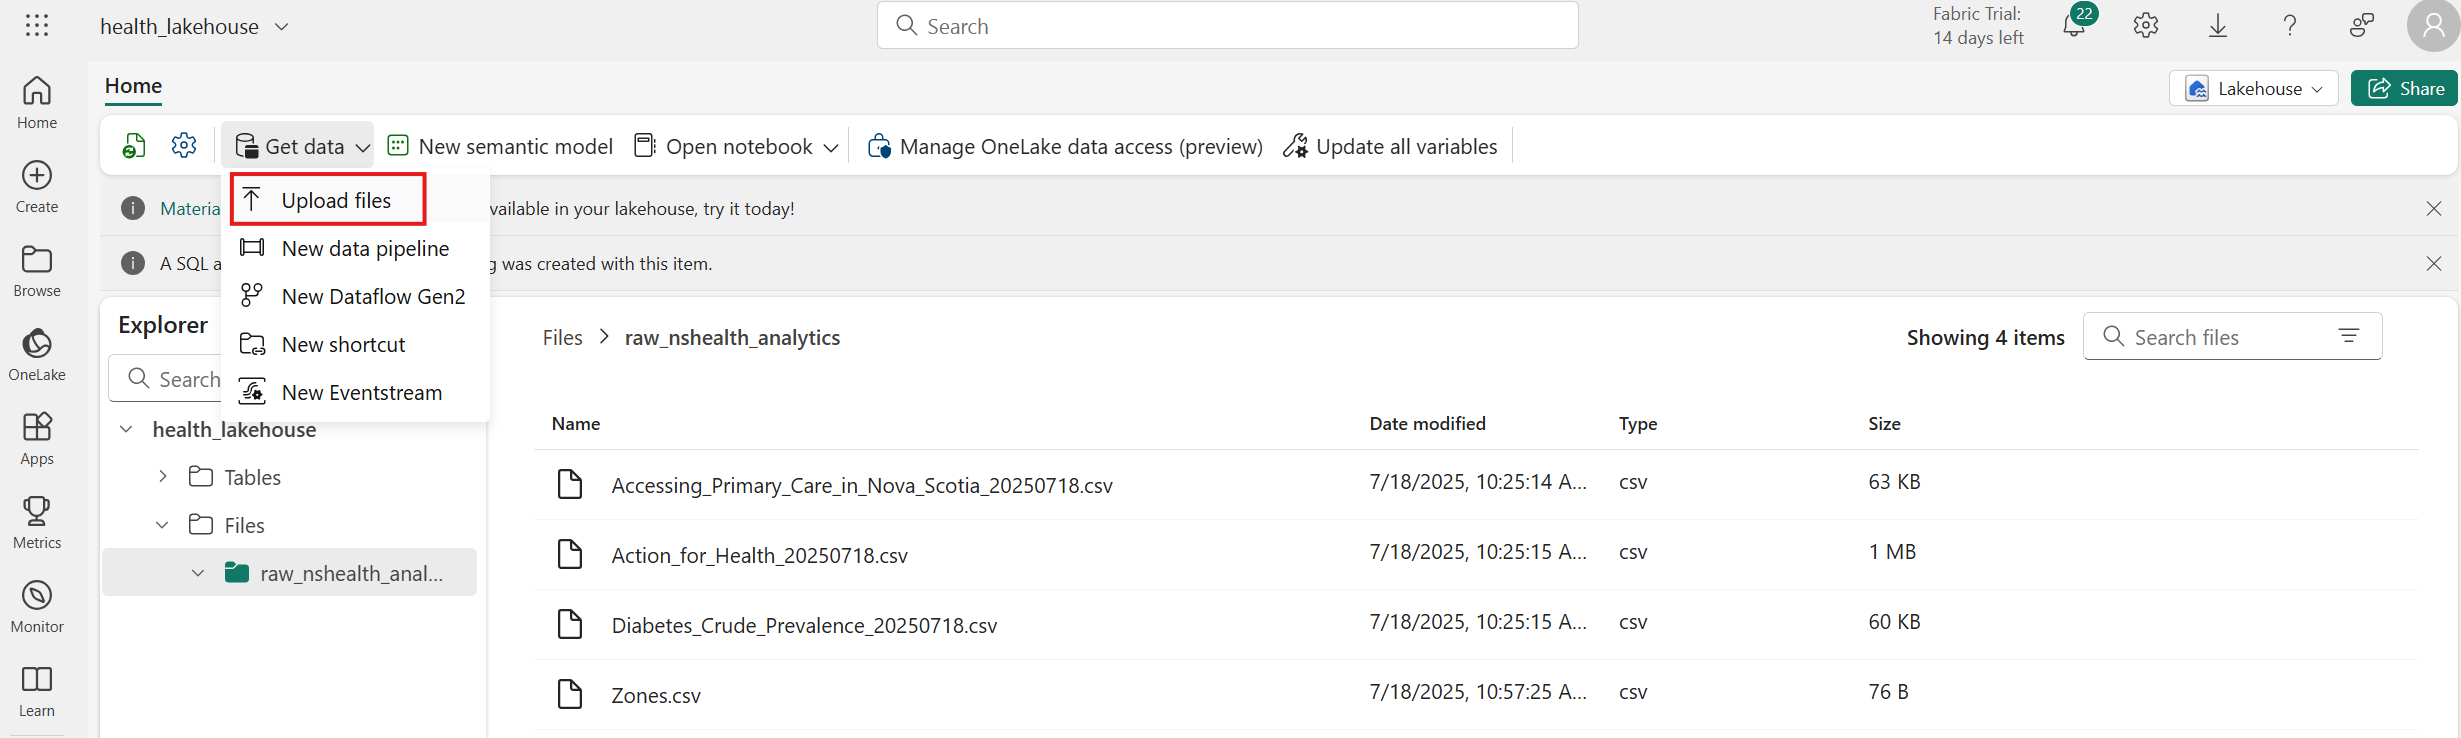 health_lakehouse
Search
Fabric Trial:
14 days left
22
Home
Lakehouse
Share
Get data
New semantic model
Open notebook
Manage OneLake data access (preview)
Update all variables
Upload files
New data pipeline
New Dataflow Gen2
New shortcut
New Eventstream
Materia
vailable in your lakehouse, try it today!
A SQL a
g was created with this item.
Home
Create
Browse
OneLake
Apps
Metrics
Monitor
Learn
Explorer
Search
health_lakehouse
Tables
Files
raw_nshealth_anal...
Files > raw_nshealth_analytics
Showing 4 items
Search files
Name Date modified Type Size
Accessing_Primary_Care_in_Nova_Scotia_20250718.csv 7/18/2025, 10:25:14 A... csv 63 KB
Action_for_Health_20250718.csv 7/18/2025, 10:25:15 A... csv 1 MB
Diabetes_Crude_Prevalence_20250718.csv 7/18/2025, 10:25:15 A... csv 60 KB
Zones.csv 7/18/2025, 10:57:25 A... csv 76 B